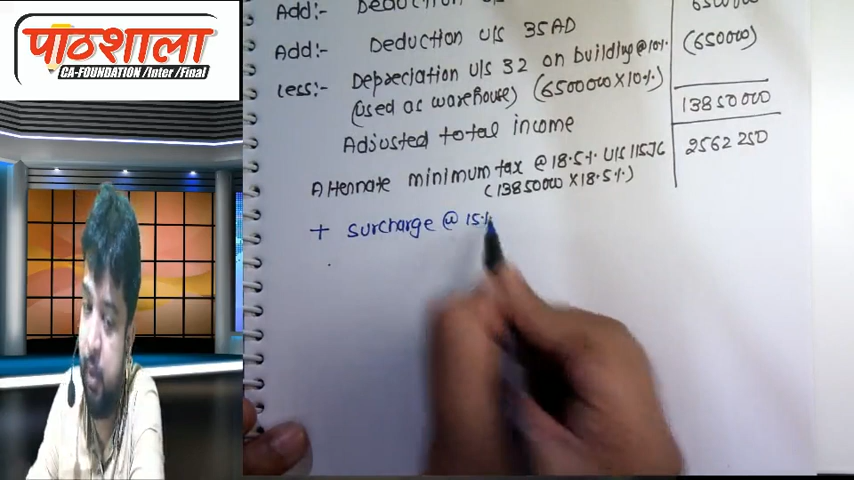 पाठशाला
CA-FOUNDATION /Inter / Final
Add:-
Add:- Deduction u/s 35AD
Less:- Depreciation u/s 32 on building @ 10%. (650000)
(used as warehouse) (6500000 X 10%)
Adjusted total income 13850000
Alternate minimum tax @ 18.5% u/s 115JC 2562250
(13850000 X 18.5%)
+ surcharge @ 15%